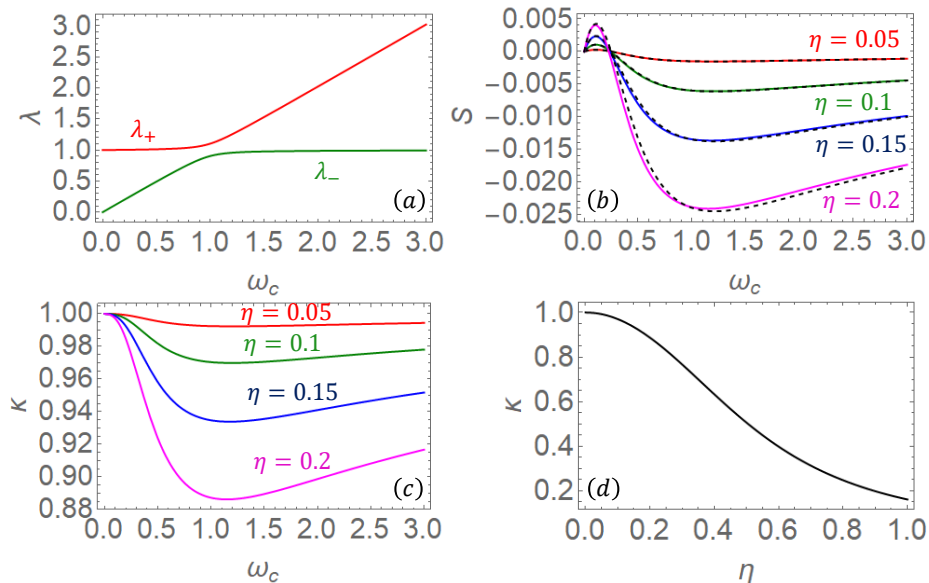 3.0
2.5
2.0
1.5
1.0
0.5
0.0
λ
λ₊
λ₋
(a)
0.0 0.5 1.0 1.5 2.0 2.5 3.0
ω_c
0.005
0.000
−0.005
−0.010
−0.015
−0.020
−0.025
S
η = 0.05
η = 0.1
η = 0.15
η = 0.2
(b)
0.0 0.5 1.0 1.5 2.0 2.5 3.0
ω_c
1.00
0.98
0.96
0.94
0.92
0.90
0.88
κ
η = 0.05
η = 0.1
η = 0.15
η = 0.2
(c)
0.0 0.5 1.0 1.5 2.0 2.5 3.0
ω_c
1.0
0.8
0.6
0.4
0.2
κ
(d)
0.0 0.2 0.4 0.6 0.8 1.0
η